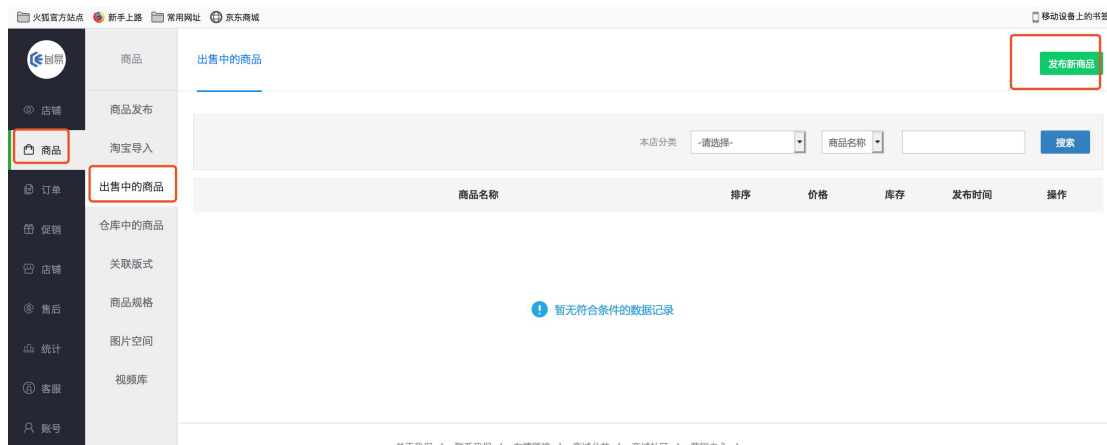 火狐官方站点 新手上路 常用网址 京东商城 移动设备上的书签
创易
商品
出售中的商品
发布新商品
店铺
商品发布
商品
淘宝导入
本店分类 -请选择- 商品名称 搜索
订单
出售中的商品
商品名称 排序 价格 库存 发布时间 操作
促销
仓库中的商品
店铺
关联版式
售后
商品规格
暂无符合条件的数据记录
统计
图片空间
客服
视频库
账号